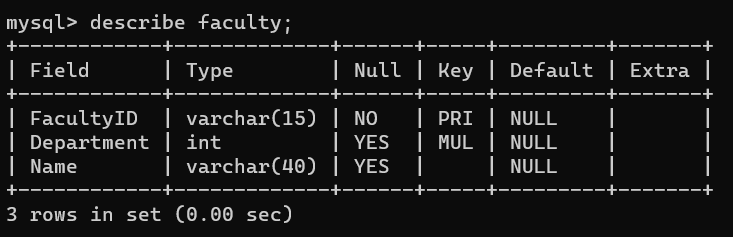 mysql> describe faculty;
+------------+-------------+------+-----+---------+-------+
| Field      | Type        | Null | Key | Default | Extra |
+------------+-------------+------+-----+---------+-------+
| FacultyID  | varchar(15) | NO   | PRI | NULL    |       |
| Department | int         | YES  | MUL | NULL    |       |
| Name       | varchar(40) | YES  |     | NULL    |       |
+------------+-------------+------+-----+---------+-------+
3 rows in set (0.00 sec)